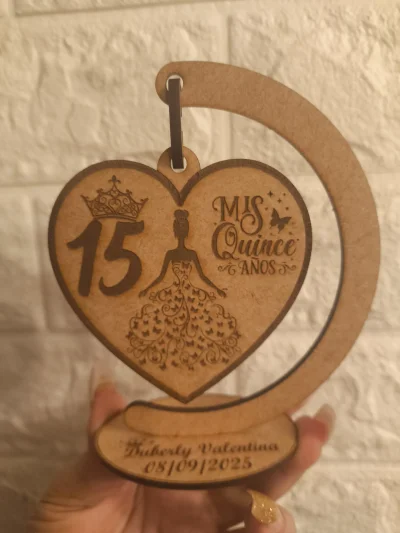 15
MIS
Quince
AÑOS
Duberly Valentina
08/09/2025